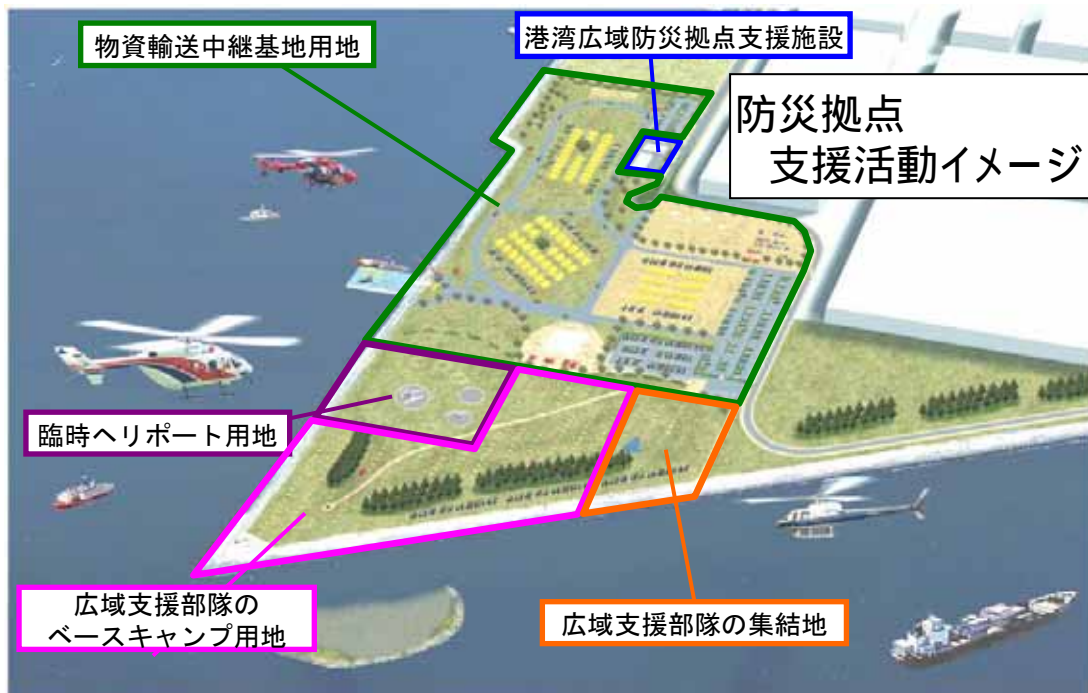 物資輸送中継基地用地
港湾広域防災拠点支援施設
防災拠点
支援活動イメージ
臨時ヘリポート用地
広域支援部隊の
ベースキャンプ用地
広域支援部隊の集結地